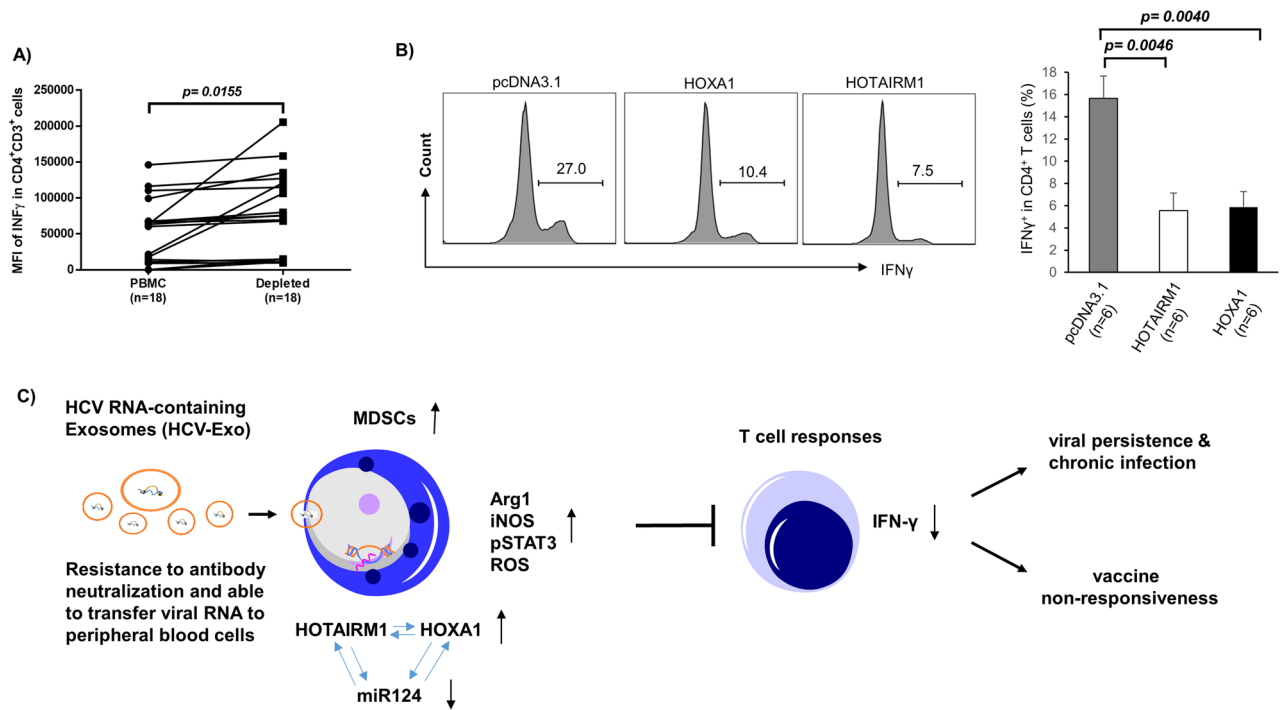 A)
p= 0.0155
MFI of INFγ in CD4+CD3+ cells
250000
200000
150000
100000
50000
0
PBMC
(n=18)
Depleted
(n=18)
B)
pcDNA3.1
HOXA1
HOTAIRM1
Count
27.0
10.4
7.5
IFNγ
p= 0.0040
p= 0.0046
IFNγ+ in CD4+ T cells (%)
18
16
14
12
10
8
6
4
2
0
pcDNA3.1
(n=6)
HOTAIRM1
(n=6)
HOXA1
(n=6)
C)
HCV RNA-containing
Exosomes (HCV-Exo)
Resistance to antibody
neutralization and able
to transfer viral RNA to
peripheral blood cells
MDSCs
Arg1
iNOS
pSTAT3
ROS
HOTAIRM1
HOXA1
miR124
T cell responses
IFN-γ
viral persistence &
chronic infection
vaccine
non-responsiveness